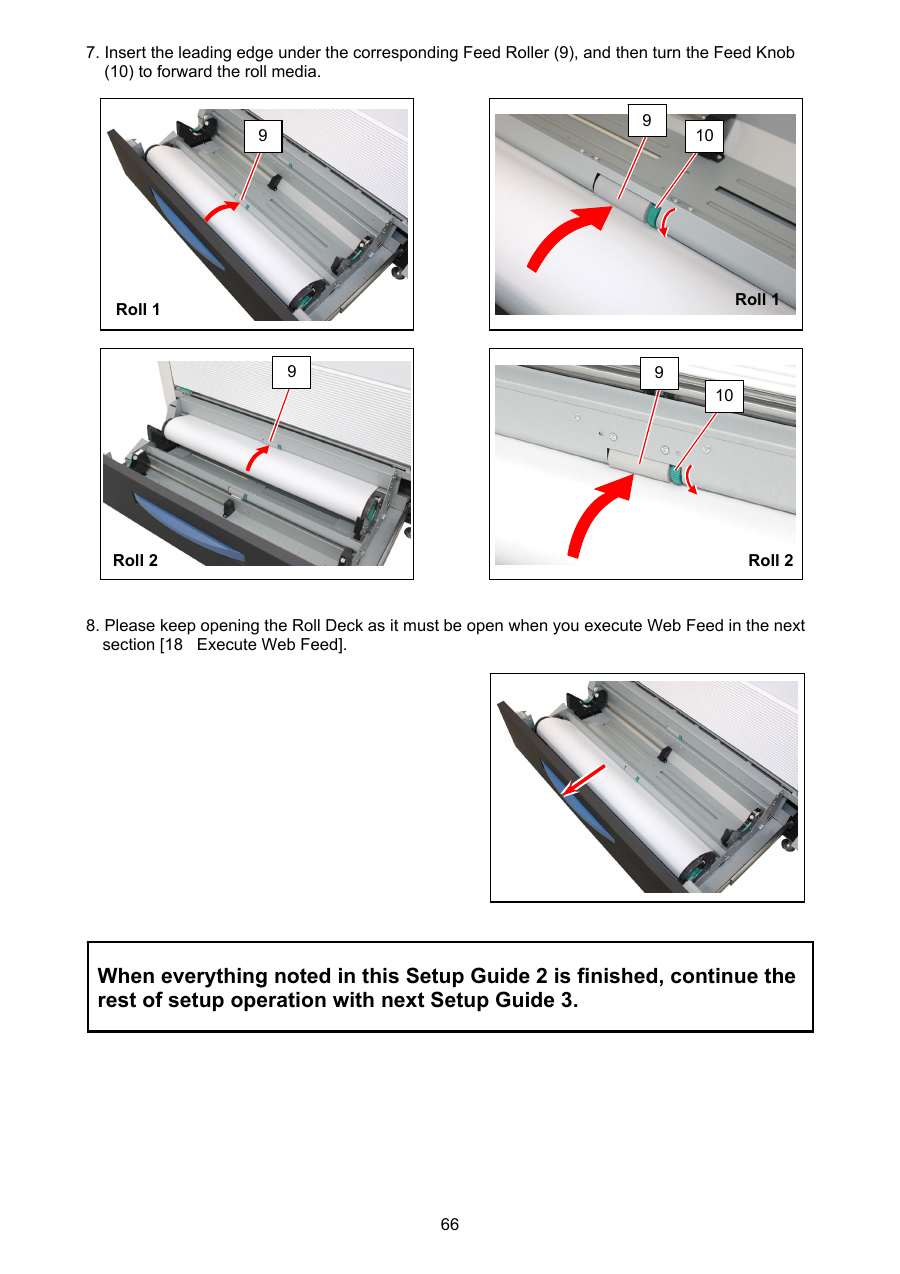 7. Insert the leading edge under the corresponding Feed Roller (9), and then turn the Feed Knob
(10) to forward the roll media.
9
Roll 1
9
10
Roll 1
9
Roll 2
9
10
Roll 2
8. Please keep opening the Roll Deck as it must be open when you execute Web Feed in the next
section [18 Execute Web Feed].
When everything noted in this Setup Guide 2 is finished, continue the
rest of setup operation with next Setup Guide 3.
66